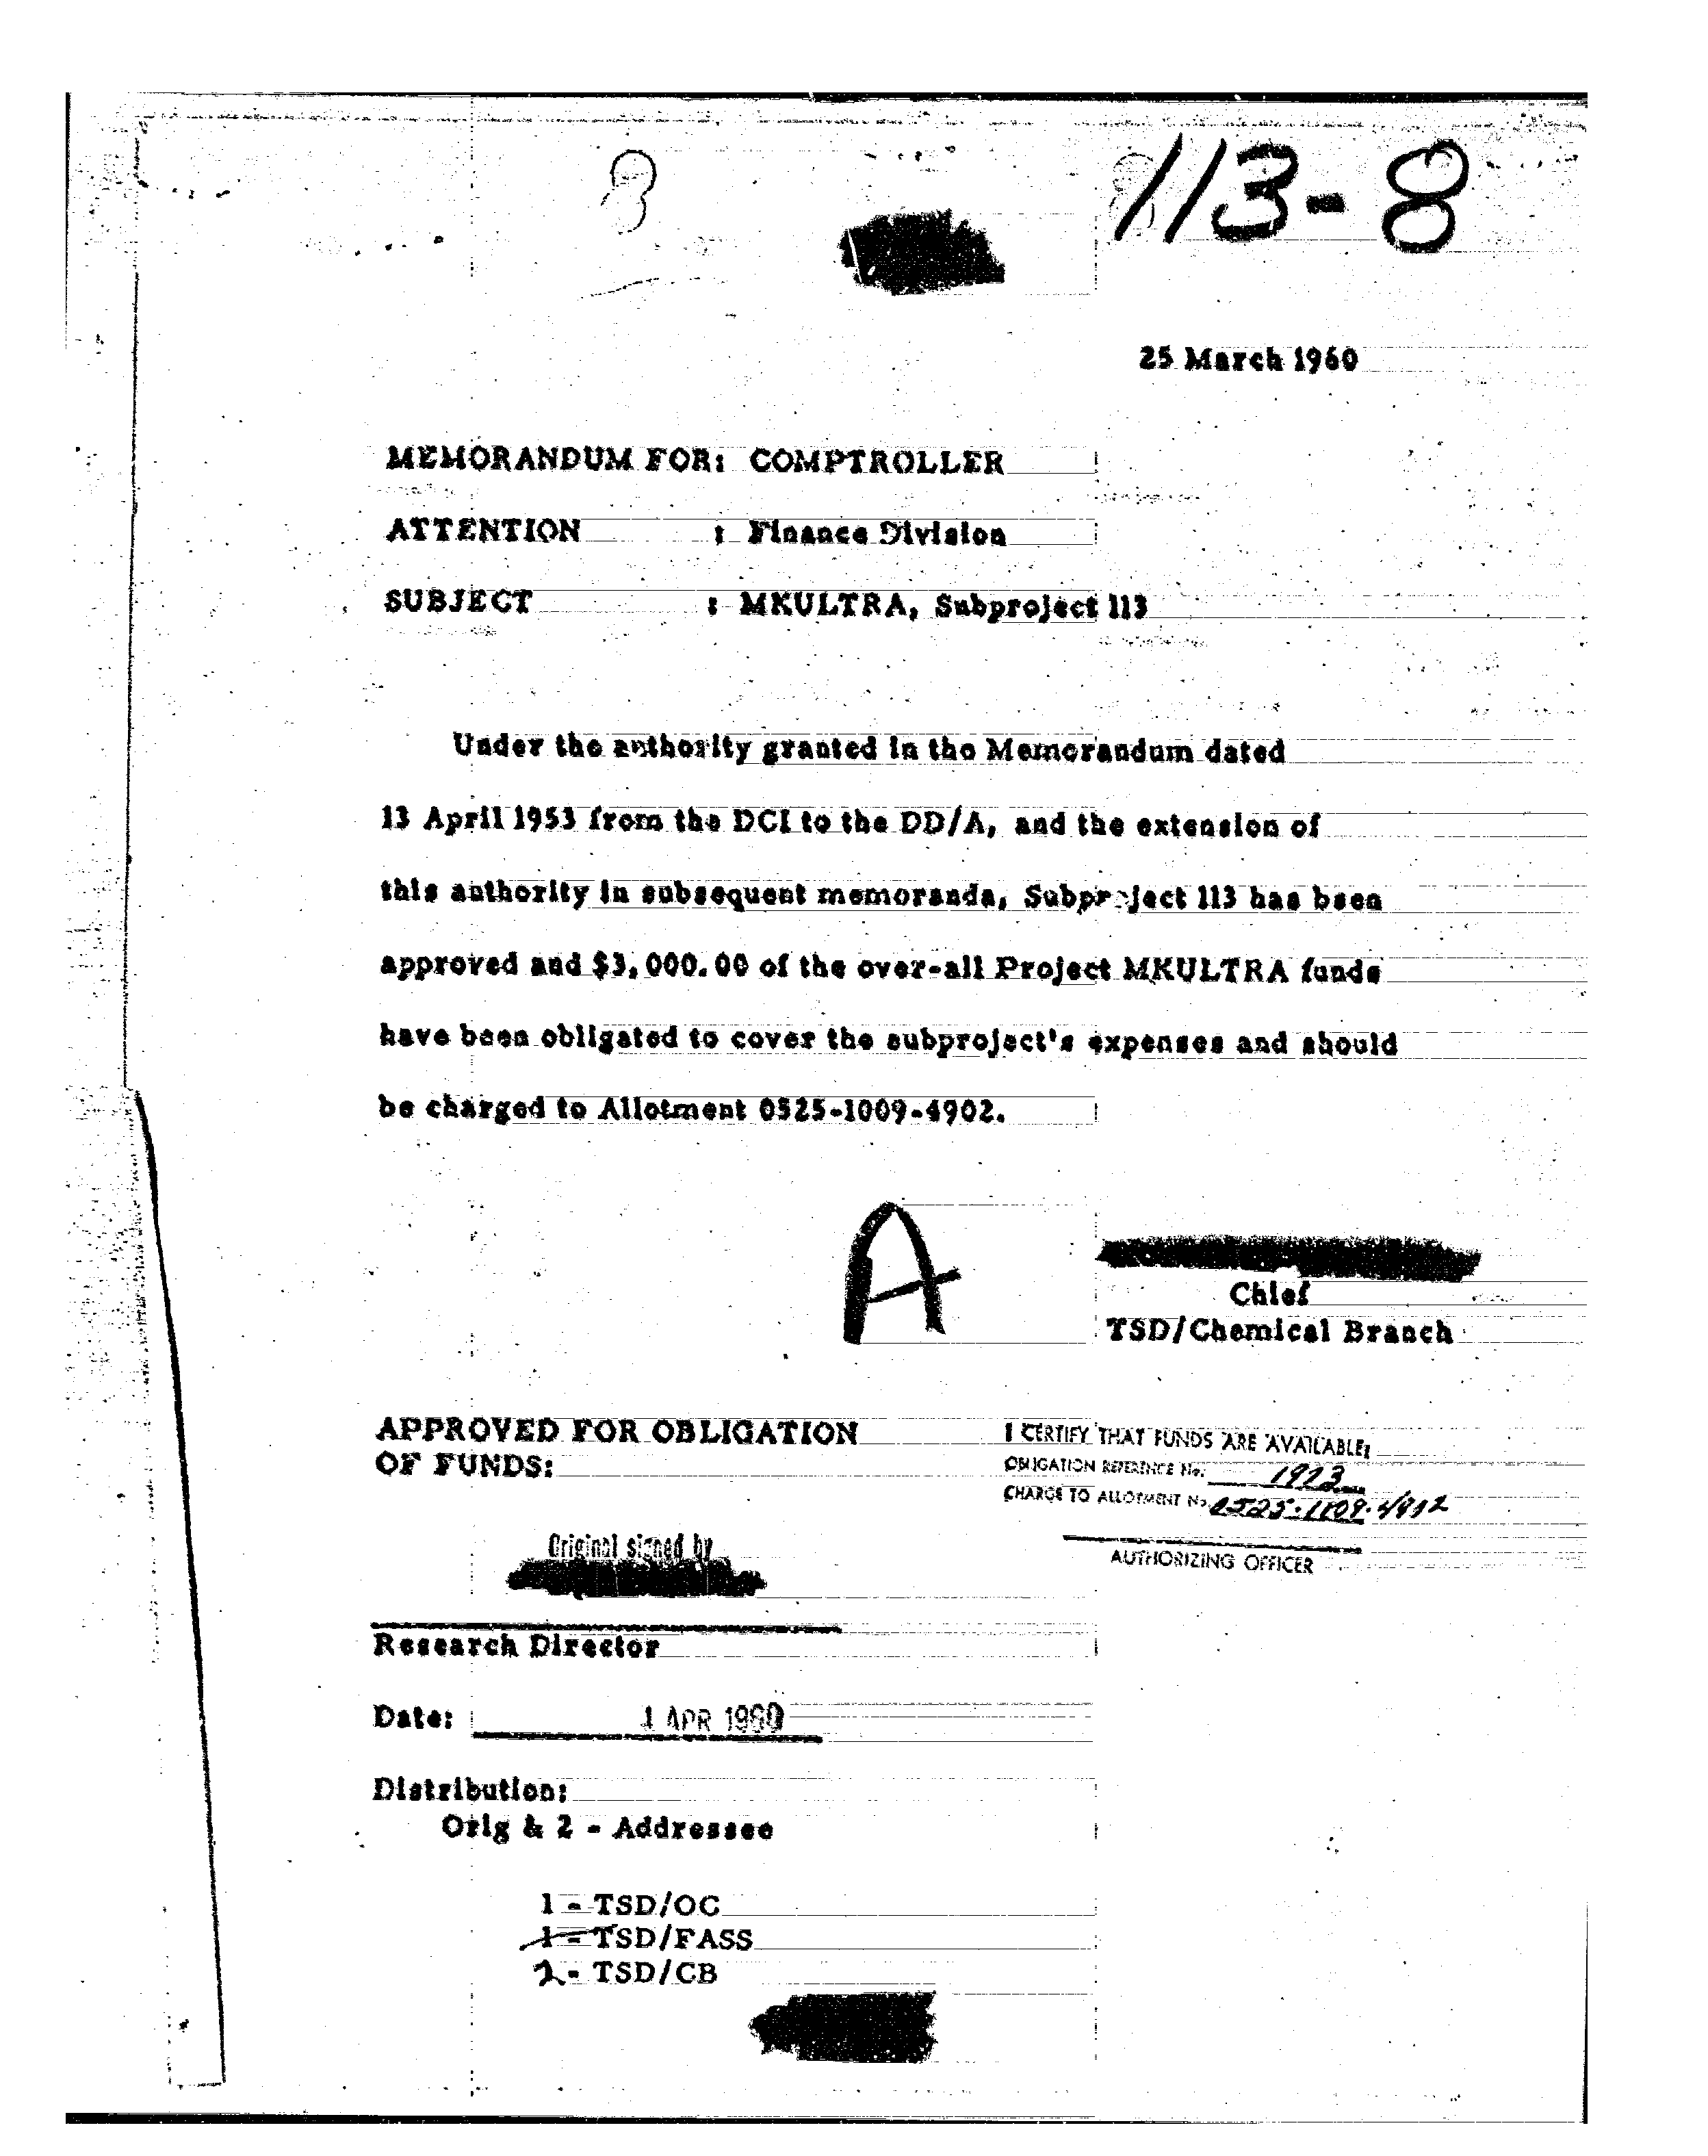 113-8
25 March 1960
MEMORANDUM FOR: COMPTROLLER
ATTENTION : Finance Division
SUBJECT : MKULTRA, Subproject 113
Under the authority granted in the Memorandum dated
13 April 1953 from the DCI to the DD/A, and the extension of
this authority in subsequent memoranda, Subproject 113 has been
approved and $3,000.00 of the over-all Project MKULTRA funds
have been obligated to cover the subproject's expenses and should
be charged to Allotment 0525-1009-4902.
A
Chief
TSD/Chemical Branch
APPROVED FOR OBLIGATION
OF FUNDS:
I CERTIFY THAT FUNDS ARE AVAILABLE:
OBLIGATION REFERENCE No. 1923
CHARGE TO ALLOTMENT No.
AUTHORIZING OFFICER
Original signed by
Research Director
Date: 1 APR 1960
Distribution:
Orig & 2 - Addressee
1 - TSD/OC
1 - TSD/FASS
2 - TSD/CB